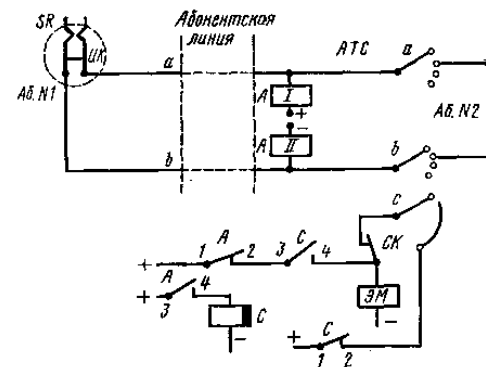 SR
Абонентская
линия
АТС
ИК
a
a
Аб. N1
A I
+
−
A II
Аб. N2
b
b
c
A
C
СК
+ 1 2 3 4
A
+ 3 4
C
−
ЭМ
−
C
+ 1 2